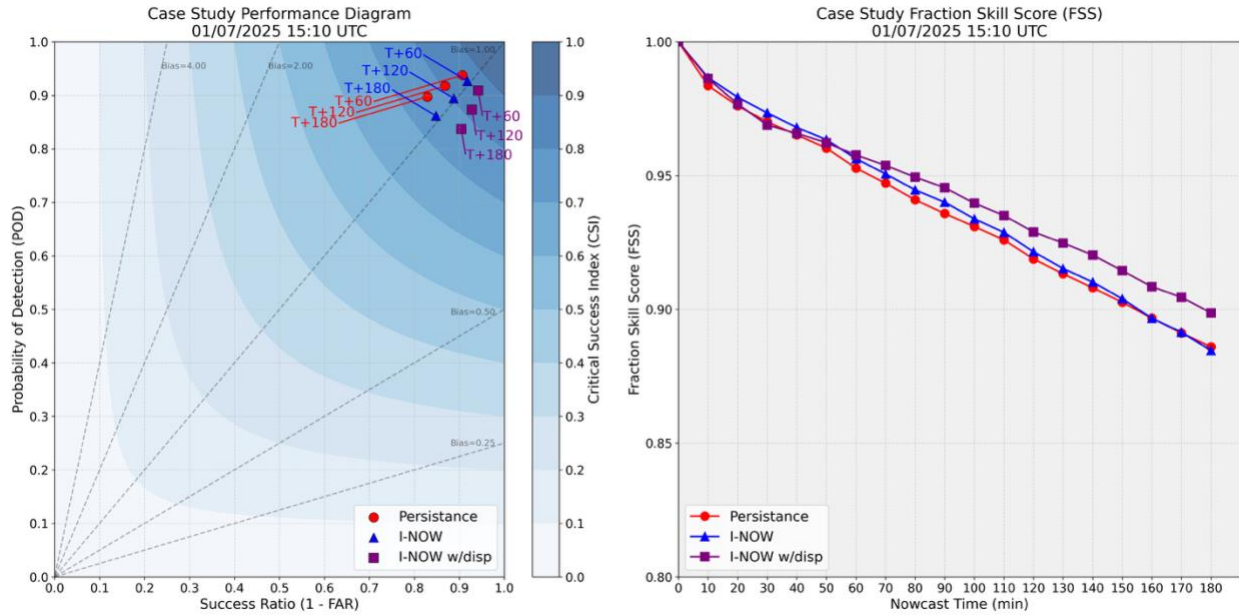 Case Study Performance Diagram
01/07/2025 15:10 UTC
1.0
0.9
0.8
0.7
0.6
0.5
0.4
0.3
0.2
0.1
0.0
Probability of Detection (POD)
Bias=4.00
Bias=2.00
Bias=1.00
Bias=0.50
Bias=0.25
T+60
T+120
T+180
T+60
T+120
T+180
T+60
T+120
T+180
Persistance
I-NOW
I-NOW w/disp
0.0 0.1 0.2 0.3 0.4 0.5 0.6 0.7 0.8 0.9 1.0
Success Ratio (1 - FAR)
1.0
0.9
0.8
0.7
0.6
0.5
0.4
0.3
0.2
0.1
0.0
Critical Success Index (CSI)
Case Study Fraction Skill Score (FSS)
01/07/2025 15:10 UTC
1.00
0.95
0.90
0.85
0.80
Fraction Skill Score (FSS)
Persistance
I-NOW
I-NOW w/disp
0 10 20 30 40 50 60 70 80 90 100 110 120 130 140 150 160 170 180
Nowcast Time (min)